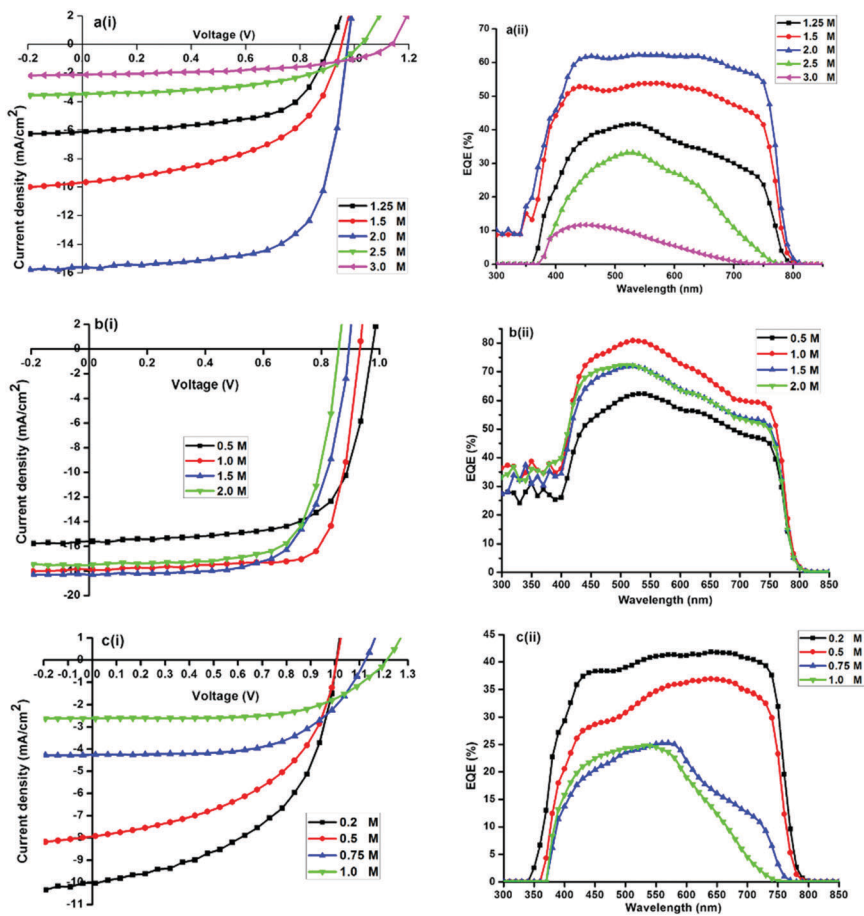 a(i)
Voltage (V)
-0.2 0.0 0.2 0.4 0.6 0.8 1.0 1.2
2
0
-2
-4
-6
-8
-10
-12
-14
-16
Current density (mA/cm²)
1.25 M
1.5 M
2.0 M
2.5 M
3.0 M
a(ii)
70
60
50
40
30
20
10
0
EQE (%)
1.25 M
1.5 M
2.0 M
2.5 M
3.0 M
300 400 500 600 700 800
Wavelength (nm)
b(i)
2
0
-2
-4
-6
-8
-10
-12
-14
-16
-18
-20
-0.2 0.0 0.2 0.4 0.6 0.8 1.0
Voltage (V)
Current density (mA/cm²)
0.5 M
1.0 M
1.5 M
2.0 M
b(ii)
80
70
60
50
40
30
20
10
0
EQE (%)
0.5 M
1.0 M
1.5 M
2.0 M
300 350 400 450 500 550 600 650 700 750 800 850
Wavelength (nm)
c(i)
1
0
-1
-2
-3
-4
-5
-6
-7
-8
-9
-10
-11
-0.2 -0.1 0.0 0.1 0.2 0.3 0.4 0.5 0.6 0.7 0.8 0.9 1.0 1.1 1.2 1.3
Voltage (V)
Current density (mA/cm²)
0.2 M
0.5 M
0.75 M
1.0 M
c(ii)
45
40
35
30
25
20
15
10
5
0
EQE (%)
0.2 M
0.5 M
0.75 M
1.0 M
300 350 400 450 500 550 600 650 700 750 800 850
Wavelength (nm)